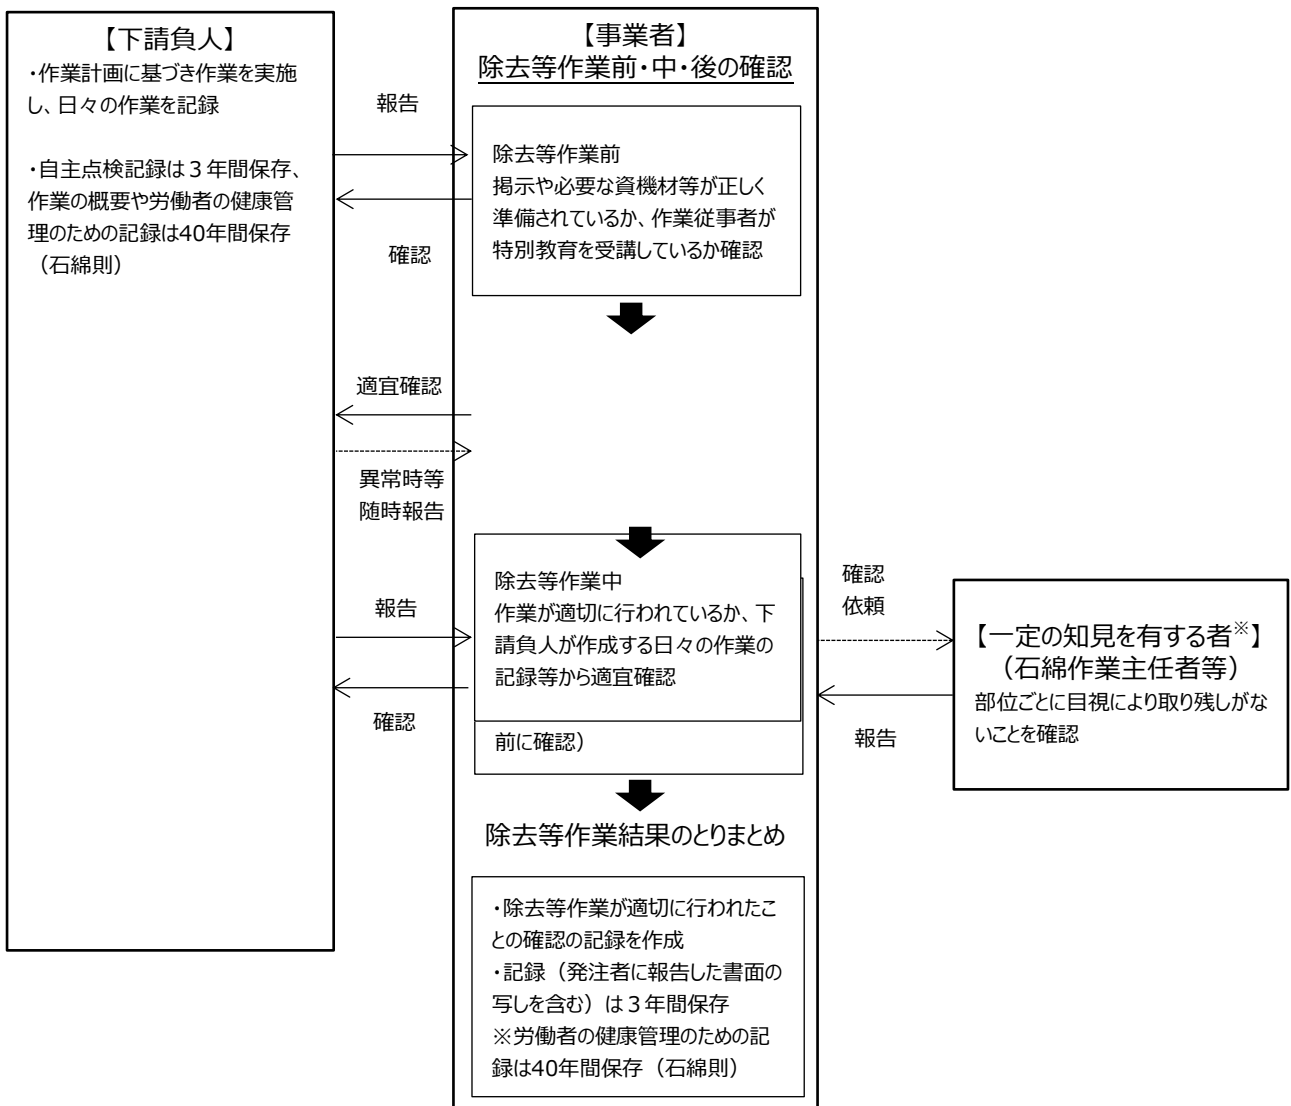 【下請負人】
・作業計画に基づき作業を実施
し、日々の作業を記録
・自主点検記録は３年間保存、
作業の概要や労働者の健康管
理のための記録は40年間保存
（石綿則）
報告
確認
適宜確認
異常時等
随時報告
報告
確認
【事業者】
除去等作業前・中・後の確認
除去等作業前
掲示や必要な資機材等が正しく
準備されているか、作業従事者が
特別教育を受講しているか確認
除去等作業中
作業が適切に行われているか、下
請負人が作成する日々の作業の
記録等から適宜確認
前に確認）
除去等作業結果のとりまとめ
・除去等作業が適切に行われたこ
との確認の記録を作成
・記録（発注者に報告した書面の
写しを含む）は３年間保存
※労働者の健康管理のための記
録は40年間保存（石綿則）
確認
依頼
報告
【一定の知見を有する者※】
（石綿作業主任者等）
部位ごとに目視により取り残しがな
いことを確認